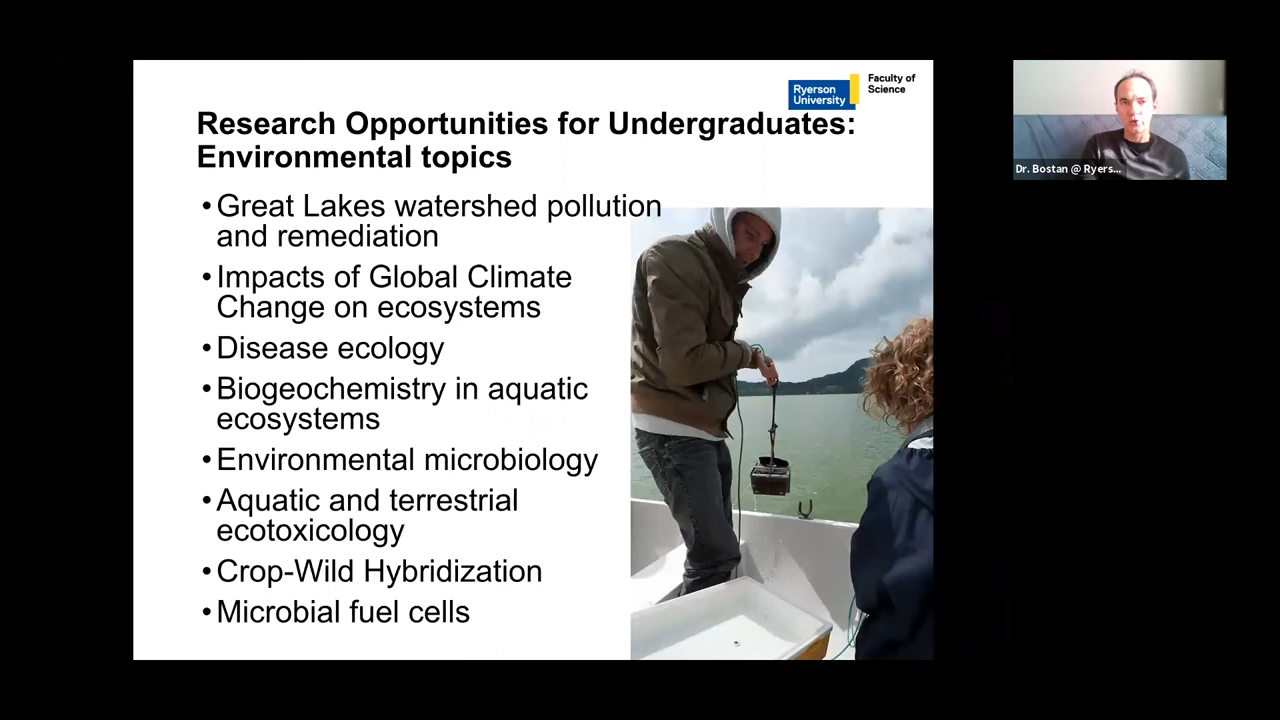 Ryerson
University
Faculty of
Science
Research Opportunities for Undergraduates:
Environmental topics
•Great Lakes watershed pollution
and remediation
•Impacts of Global Climate
Change on ecosystems
•Disease ecology
•Biogeochemistry in aquatic
ecosystems
•Environmental microbiology
•Aquatic and terrestrial
ecotoxicology
•Crop-Wild Hybridization
•Microbial fuel cells
Dr. Bostan @ Ryers...